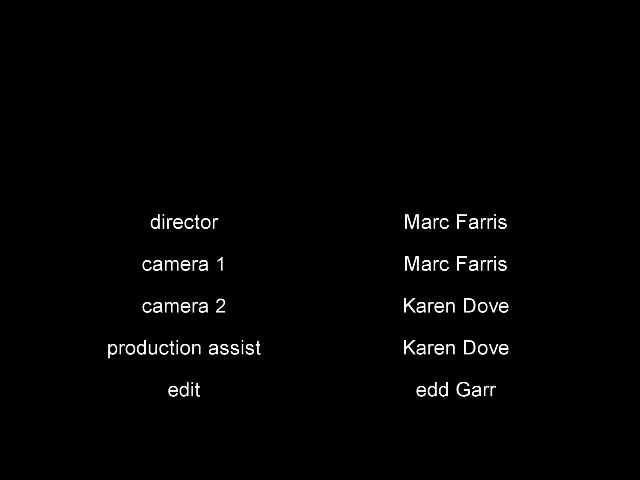 director Marc Farris
camera 1 Marc Farris
camera 2 Karen Dove
production assist Karen Dove
edit edd Garr